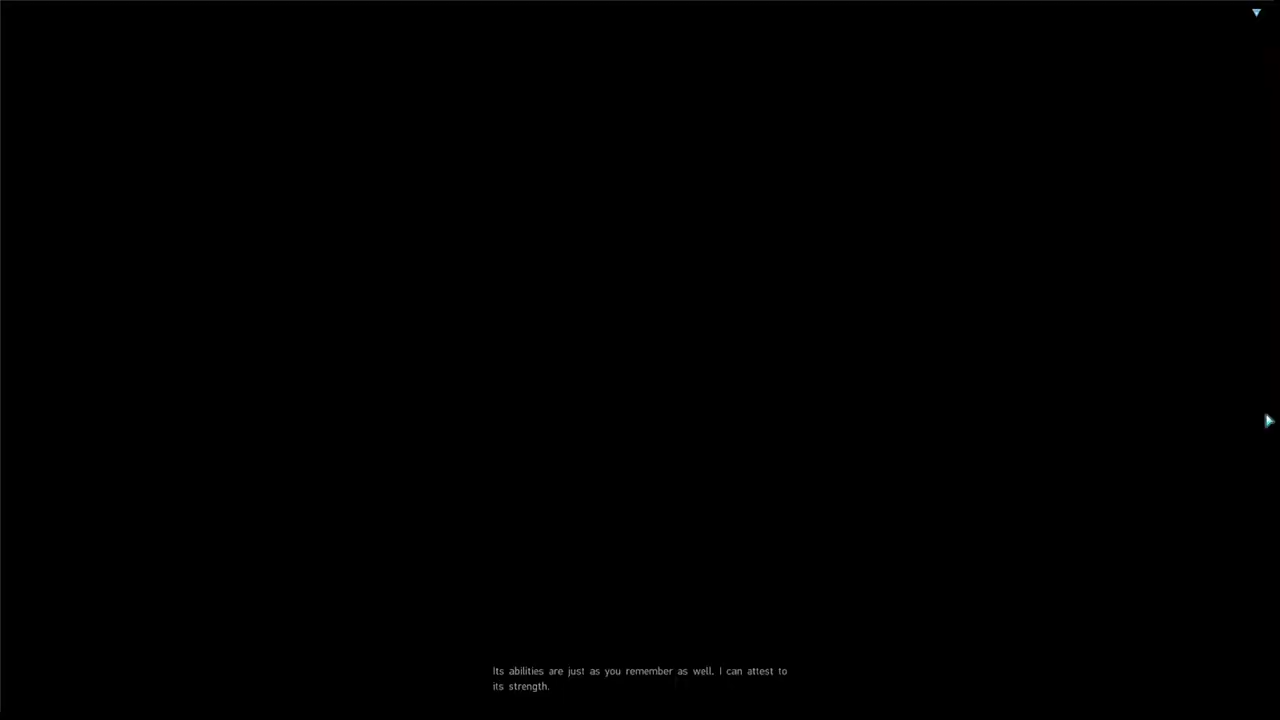 Its abilities are just as you remember as well. I can attest to
its strength.